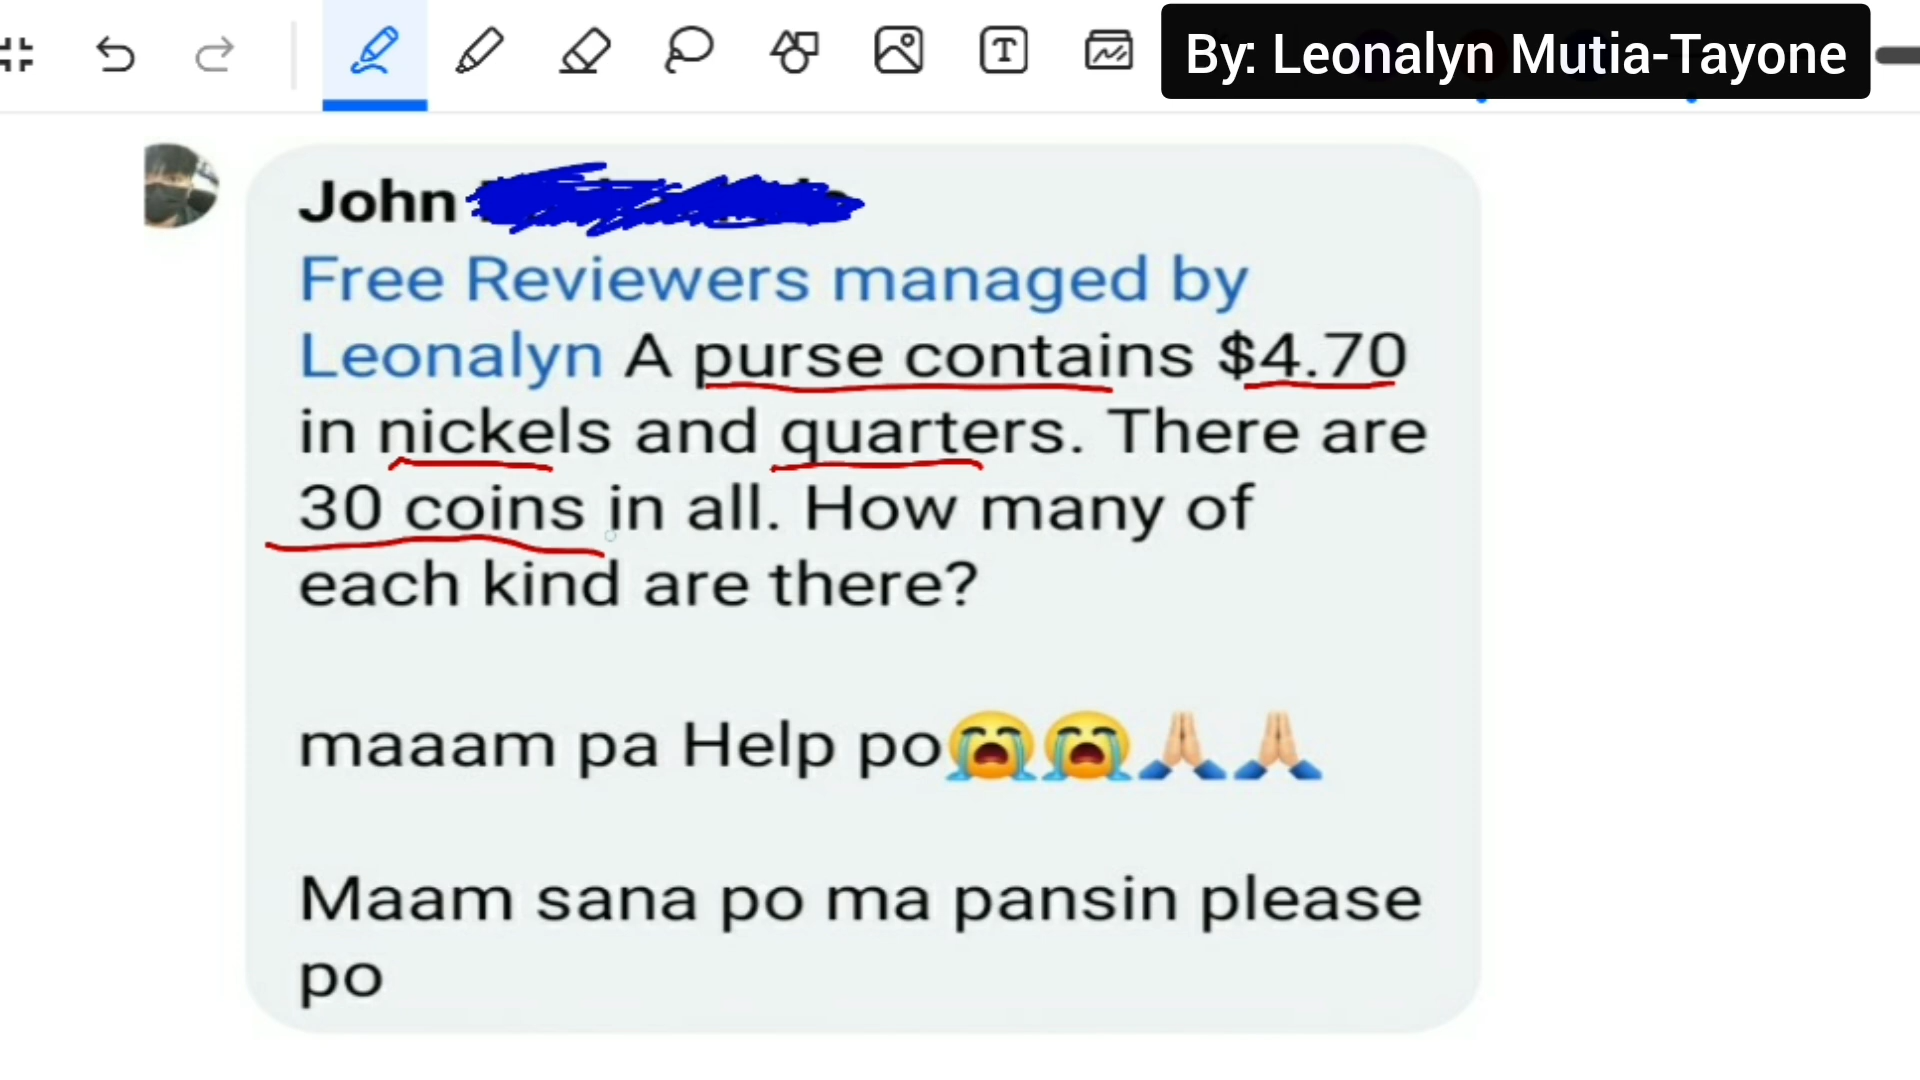 By: Leonalyn Mutia-Tayone
John
Free Reviewers managed by
Leonalyn A purse contains $4.70
in nickels and quarters. There are
30 coins in all. How many of
each kind are there?
maaam pa Help po😭😭🙏🏼🙏🏼
Maam sana po ma pansin please
po